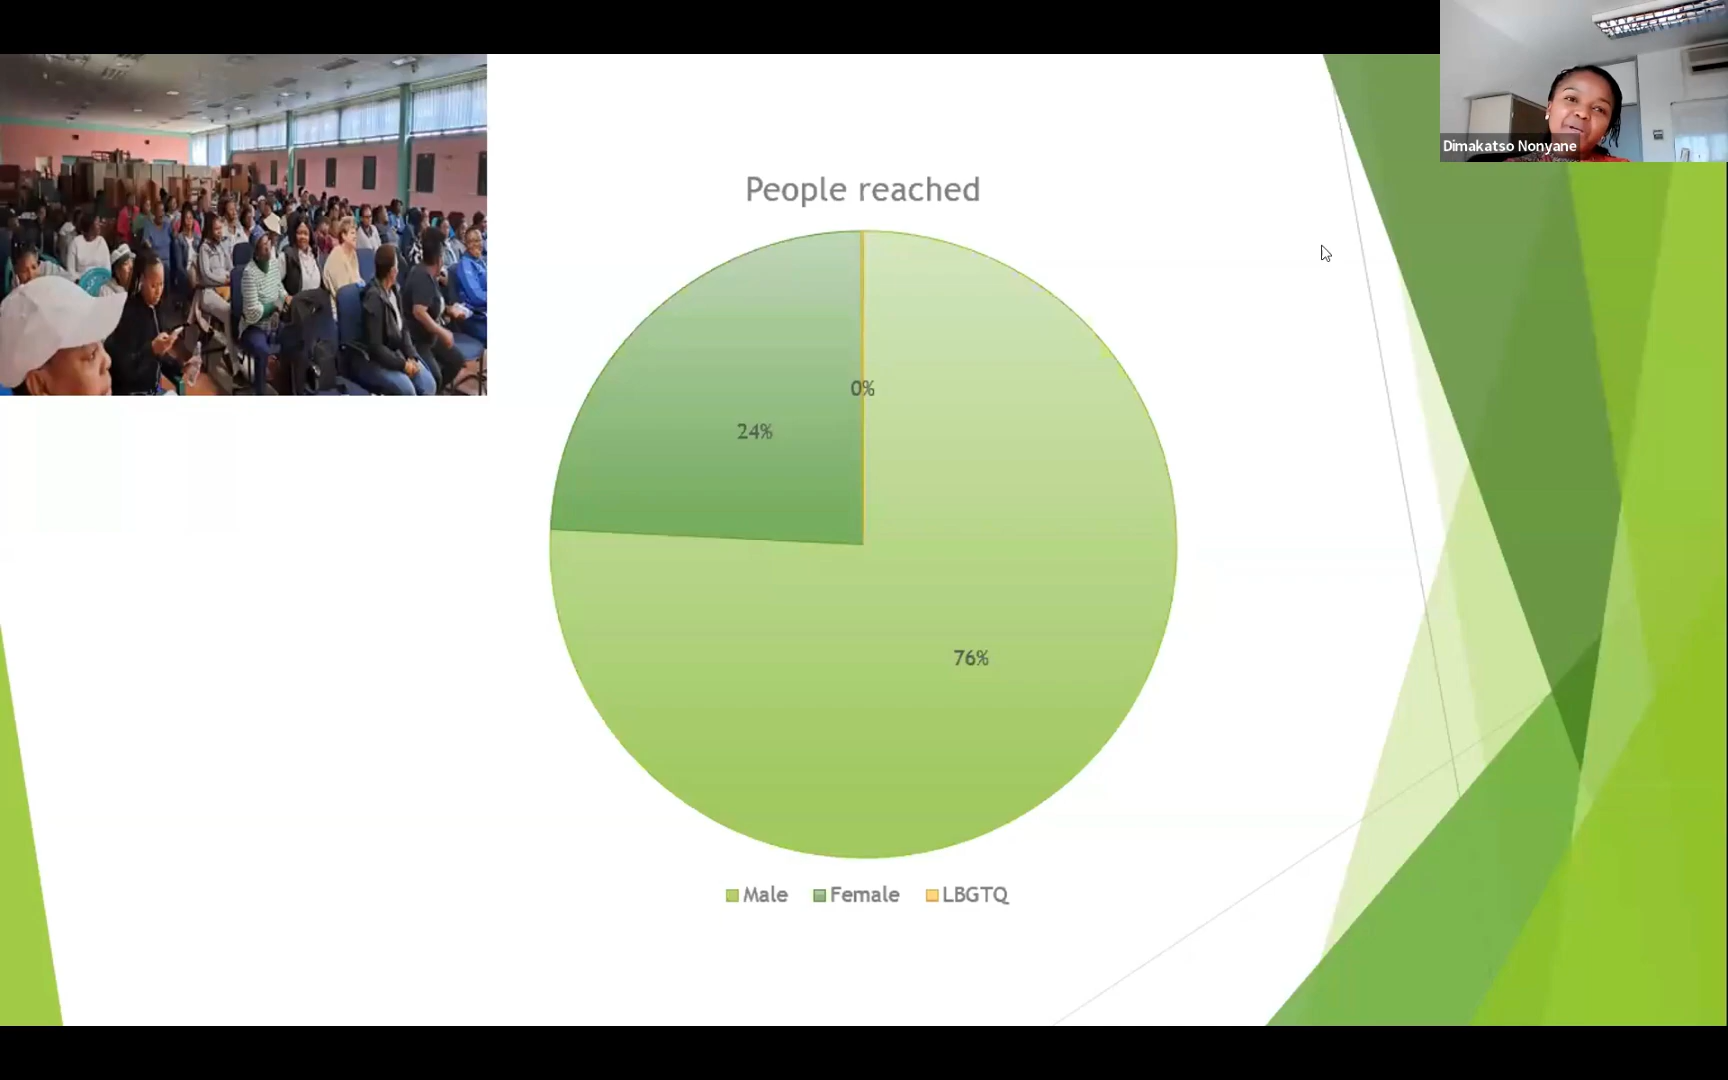 Dimakatso Nonyane
People reached
0%
24%
76%
Male Female LBGTQ